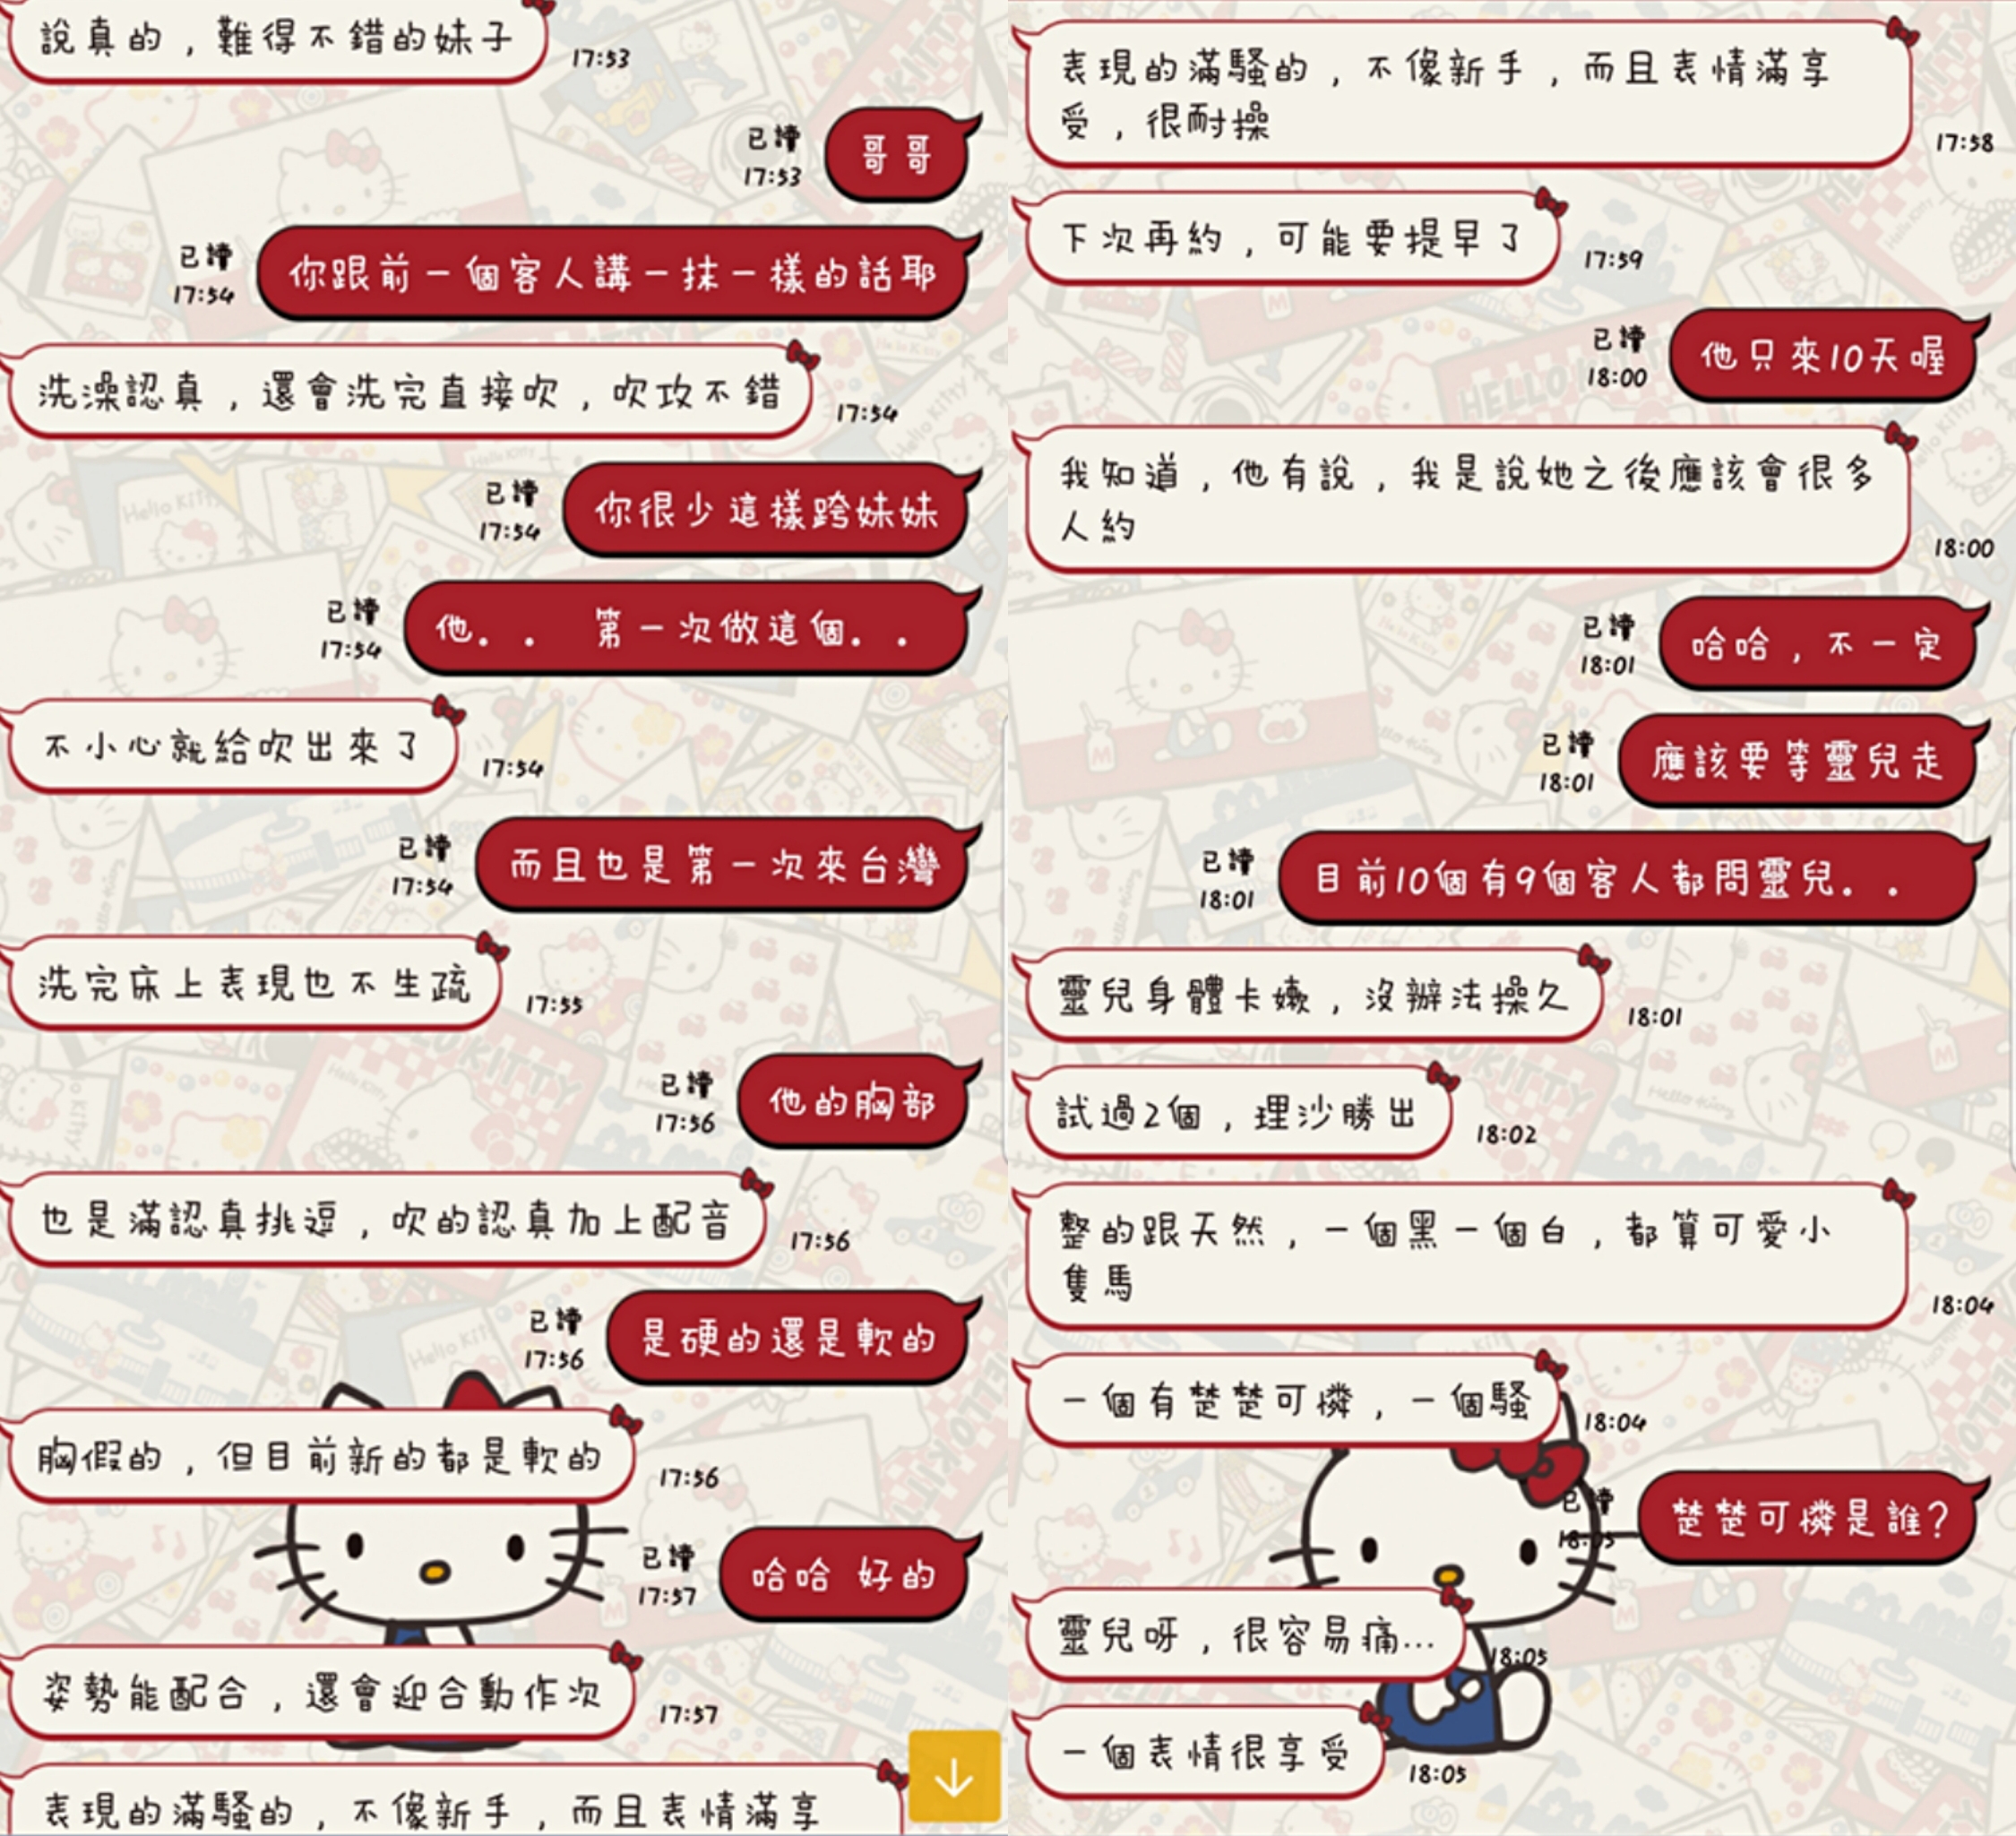 說真的，難得不錯的妹子
17:53
哥哥
已讀
17:53
你跟前一個客人講一抹一樣的話耶
已讀
17:54
洗澡認真，還會洗完直接吹，吹攻不錯
17:54
你很少這樣跨妹妹
已讀
17:54
他．． 第一次做這個．．
已讀
17:54
不小心就給吹出來了
17:54
而且也是第一次來台灣
已讀
17:54
洗完床上表現也不生疏
17:55
他的胸部
已讀
17:56
也是滿認真挑逗，吹的認真加上配音
17:56
是硬的還是軟的
已讀
17:56
胸假的，但目前新的都是軟的
17:56
哈哈 好的
已讀
17:57
姿勢能配合，還會迎合動作次
17:57
表現的滿騷的，不像新手，而且表情滿享
表現的滿騷的，不像新手，而且表情滿享
受，很耐操
17:58
下次再約，可能要提早了
17:59
他只來10天喔
已讀
18:00
我知道，他有說，我是說她之後應該會很多
人約
18:00
哈哈，不一定
已讀
18:01
應該要等靈兒走
已讀
18:01
目前10個有9個客人都問靈兒．．
已讀
18:01
靈兒身體卡嫩，沒辦法操久
18:01
試過2個，理沙勝出
18:02
整的跟天然，一個黑一個白，都算可愛小
隻馬
18:04
一個有楚楚可憐，一個騷
18:04
楚楚可憐是誰？
已讀
18:05
靈兒呀，很容易痛...
18:05
一個表情很享受
18:05